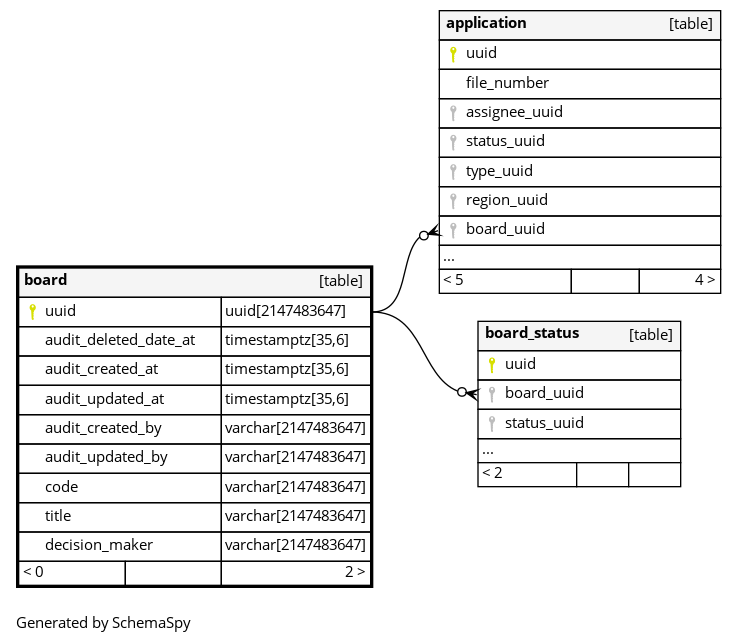 application [table]
uuid
file_number
assignee_uuid
status_uuid
type_uuid
region_uuid
board_uuid
...
< 5 4 >
board [table]
uuid uuid[2147483647]
audit_deleted_date_at timestamptz[35,6]
audit_created_at timestamptz[35,6]
audit_updated_at timestamptz[35,6]
audit_created_by varchar[2147483647]
audit_updated_by varchar[2147483647]
code varchar[2147483647]
title varchar[2147483647]
decision_maker varchar[2147483647]
< 0 2 >
board_status [table]
uuid
board_uuid
status_uuid
...
< 2
Generated by SchemaSpy